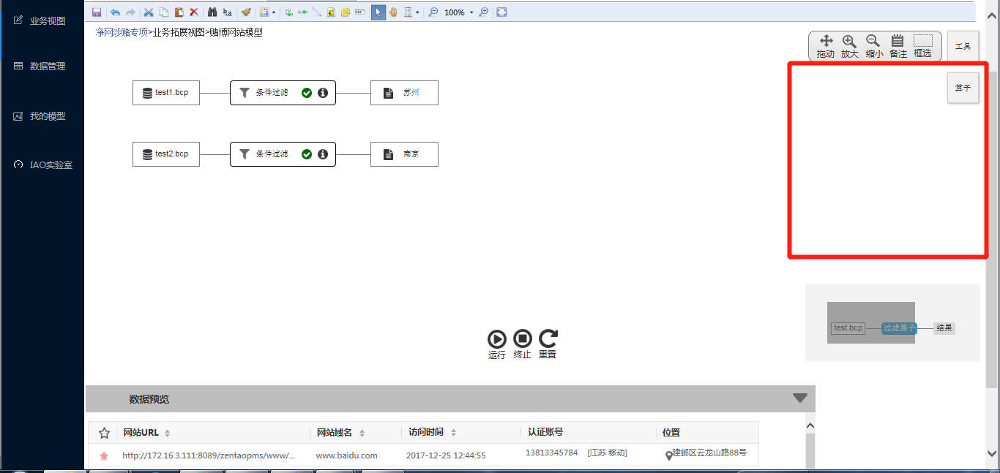 业务视图
数据管理
我的模型
IAO实验室
100%
净网涉赌专项>业务拓展视图>赌博网站模型
拖动 放大 缩小 备注 框选
工具
算子
test1.bcp 条件过滤 苏州
test2.bcp 条件过滤 南京
test.bcp 过滤算子 结果
运行 终止 重置
数据预览
网站URL 网站域名 访问时间 认证账号 位置
http://172.16.3.111:8089/zentaopms/www/... www.baidu.com 2017-12-25 12:44:55 13813345784 [江苏 移动] 建邺区云龙山路88号